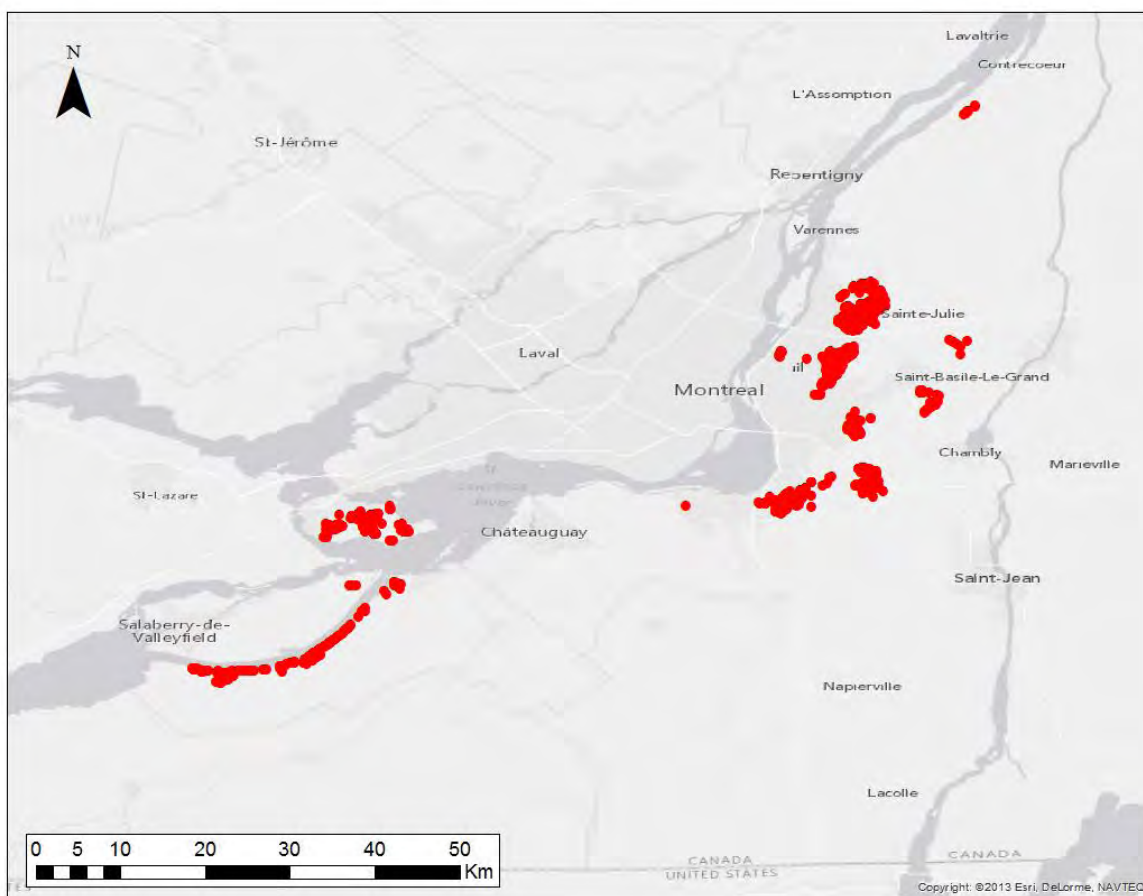 Lavaltrie
Contrecoeur
N
L'Assomption
St-Jérôme
Repentigny
Varennes
Sainte-Julie
Laval
uil
Saint-Basile-Le-Grand
Montreal
Chambly
Marieville
St-Lazare
Châteauguay
Saint-Jean
Salaberry-de-
Valleyfield
Napierville
Lacolle
0 5 10 20 30 40 50
Km
CANADA
UNITED STATES
CANADA
Copyright: ©2013 Esri, DeLorme, NAVTEQ